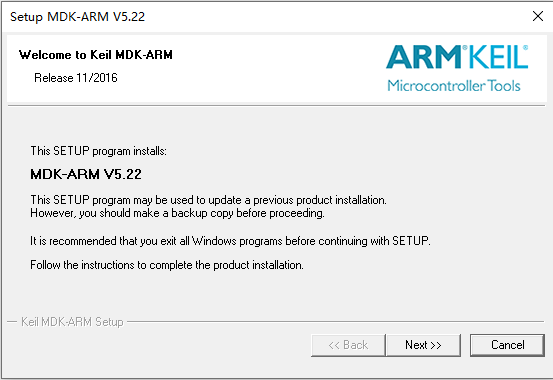 Setup MDK-ARM V5.22
Welcome to Keil MDK-ARM
Release 11/2016
ARM®KEIL®
Microcontroller Tools
This SETUP program installs:
MDK-ARM V5.22
This SETUP program may be used to update a previous product installation.
However, you should make a backup copy before proceeding.
It is recommended that you exit all Windows programs before continuing with SETUP.
Follow the instructions to complete the product installation.
Keil MDK-ARM Setup
<< Back
Next >>
Cancel